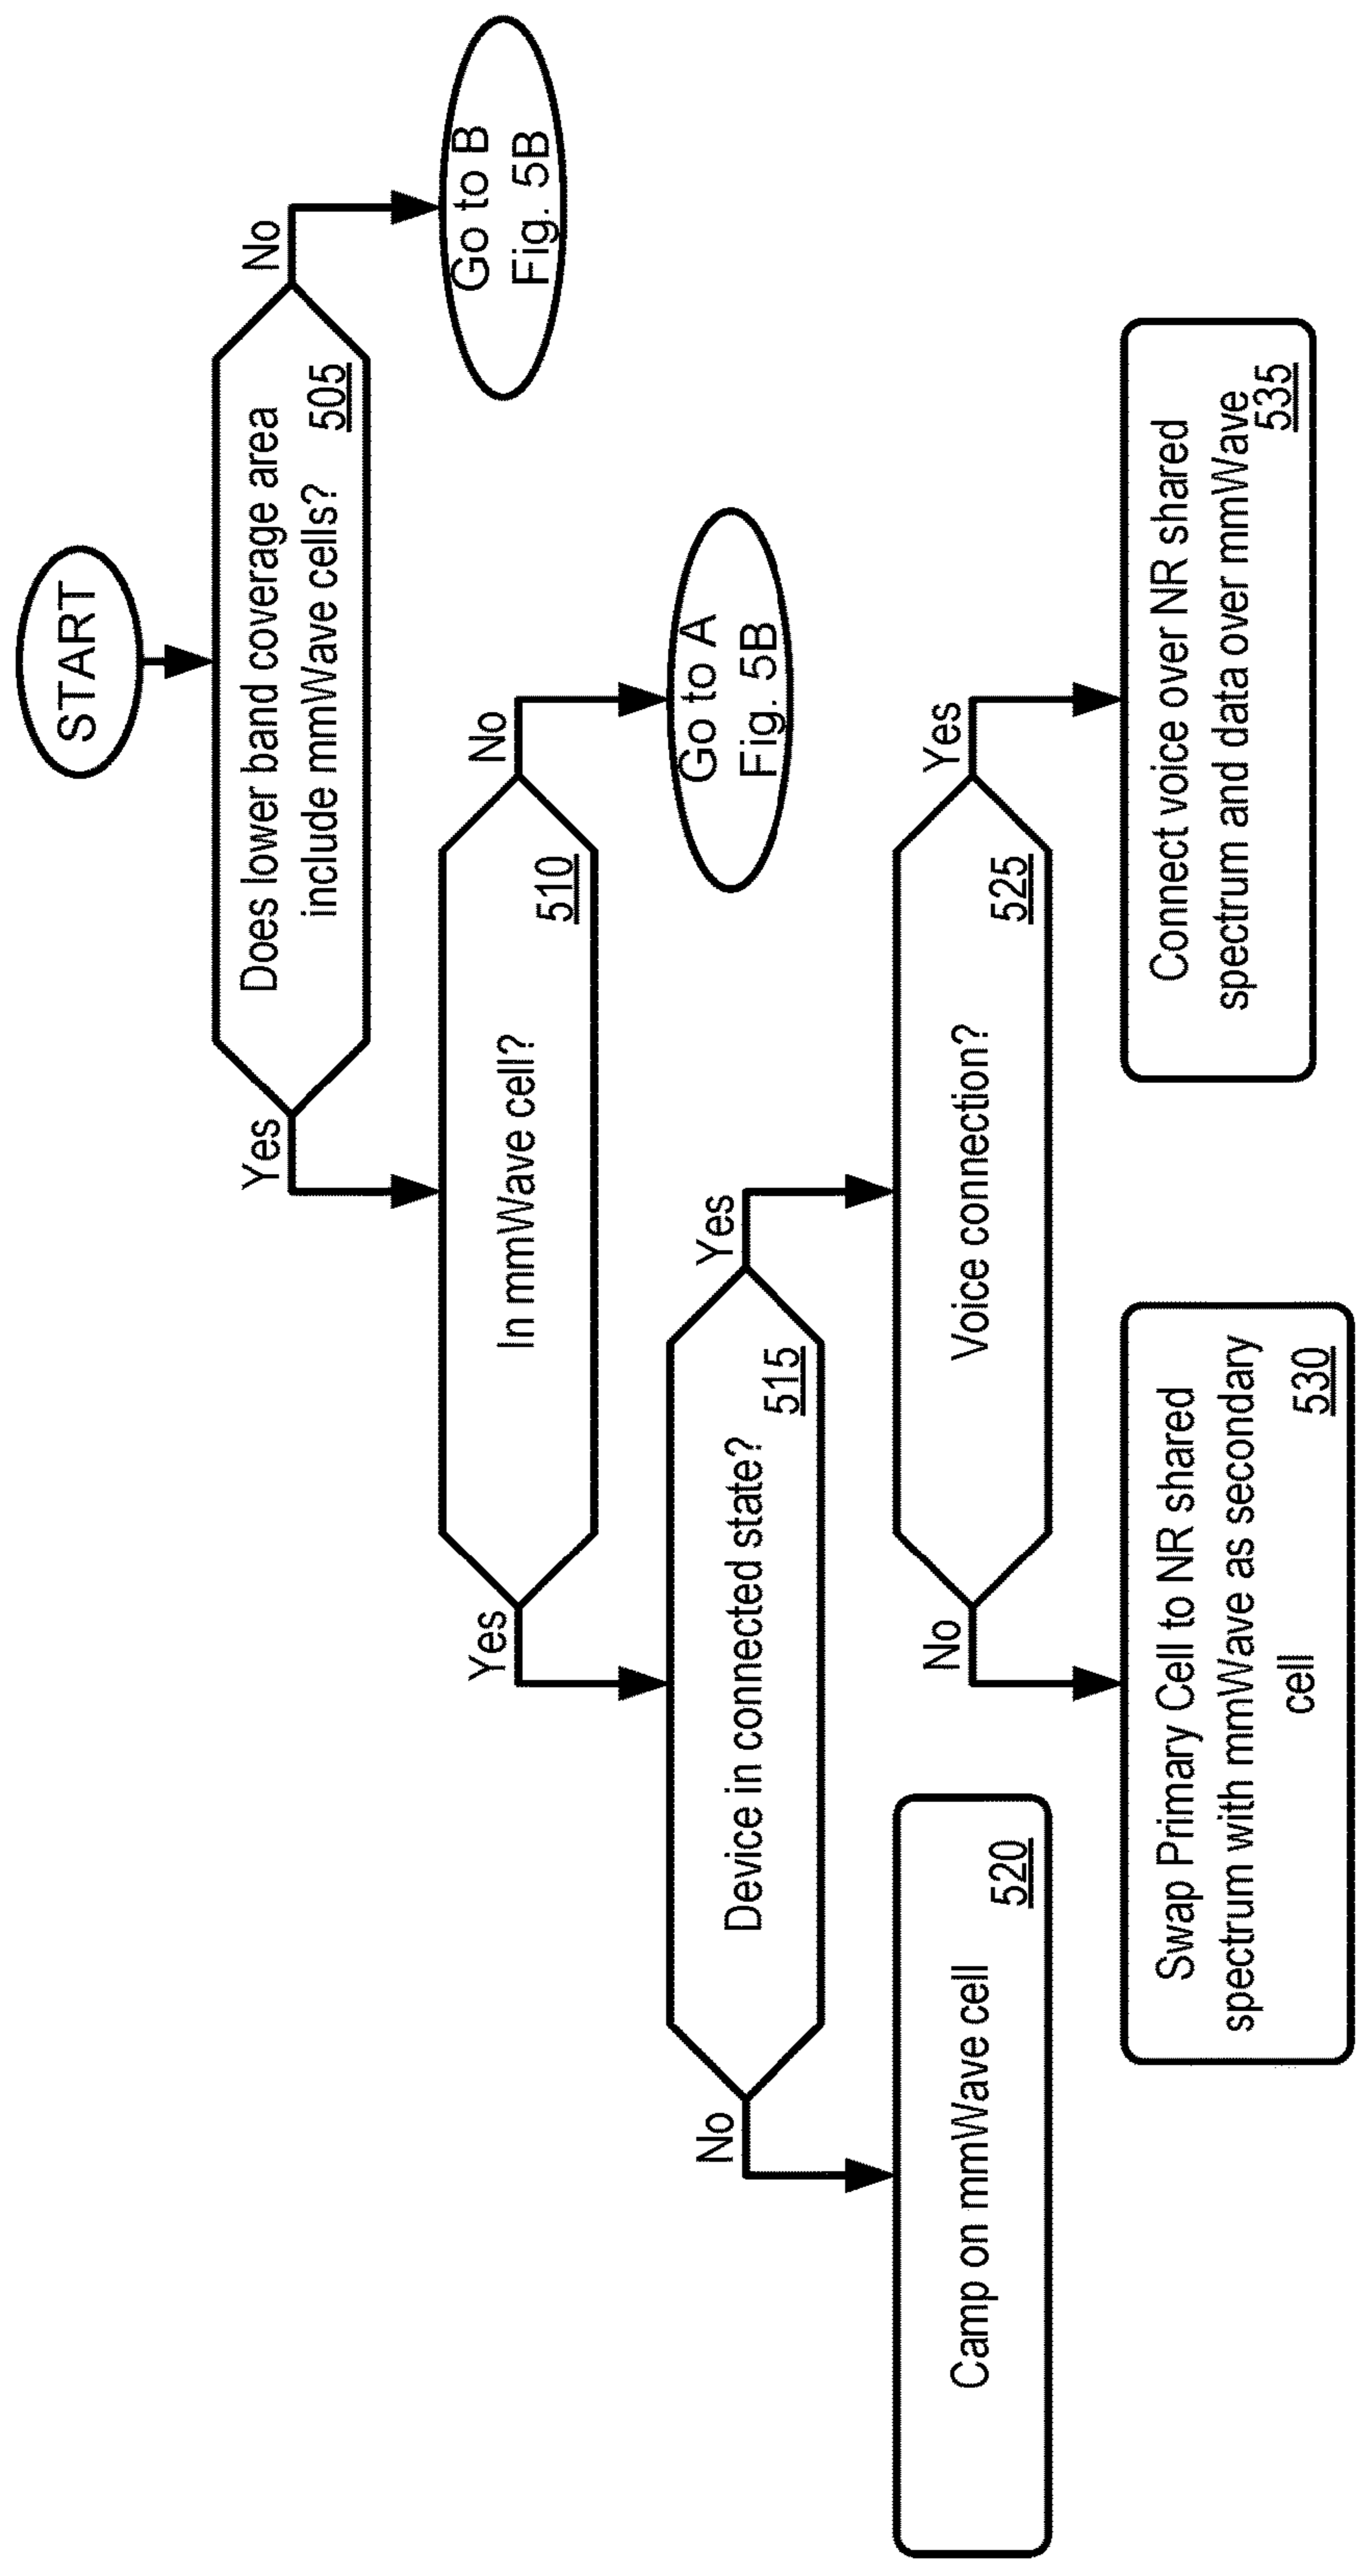 START
Does lower band coverage area
include mmWave cells?
505
Yes
No
Go to B
Fig. 5B
In mmWave cell?
510
Yes
No
Go to A
Fig. 5B
Device in connected state?
515
No
Yes
Camp on mmWave cell
520
Voice connection?
525
No
Yes
Swap Primary Cell to NR shared
spectrum with mmWave as secondary
cell
530
Connect voice over NR shared
spectrum and data over mmWave
535